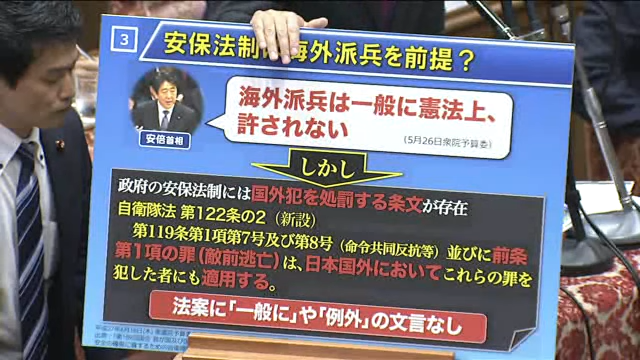 3
安保法制は海外派兵を前提?
安倍首相
海外派兵は一般に憲法上、
許されない
(5月26日衆院予算委)
しかし
政府の安保法制には国外犯を処罰する条文が存在
自衛隊法 第122条の2(新設)
第119条第1項第7号及び第8号(命令共同反抗等)並びに前条
第1項の罪(敵前逃亡)は、日本国外においてこれらの罪を
犯した者にも適用する。
法案に「一般に」や「例外」の文言なし